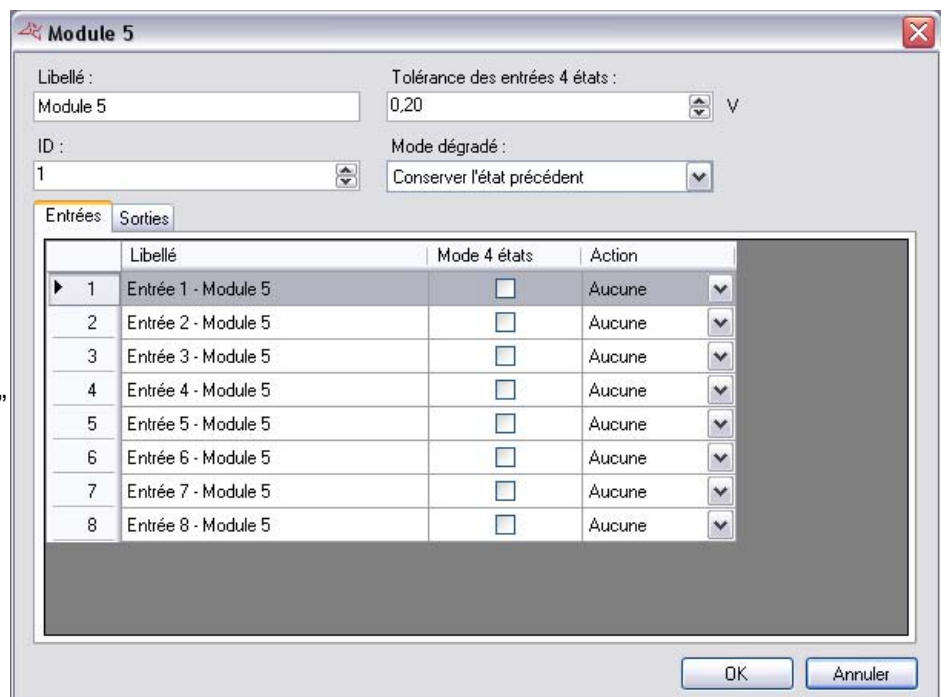 Module 5
Libellé : Tolérance des entrées 4 états :
Module 5 0,20 V
ID : Mode dégradé :
1 Conserver l'état précédent
Entrées Sorties
Libellé Mode 4 états Action
1 Entrée 1 - Module 5 Aucune
2 Entrée 2 - Module 5 Aucune
3 Entrée 3 - Module 5 Aucune
4 Entrée 4 - Module 5 Aucune
”
5 Entrée 5 - Module 5 Aucune
6 Entrée 6 - Module 5 Aucune
7 Entrée 7 - Module 5 Aucune
8 Entrée 8 - Module 5 Aucune
OK Annuler